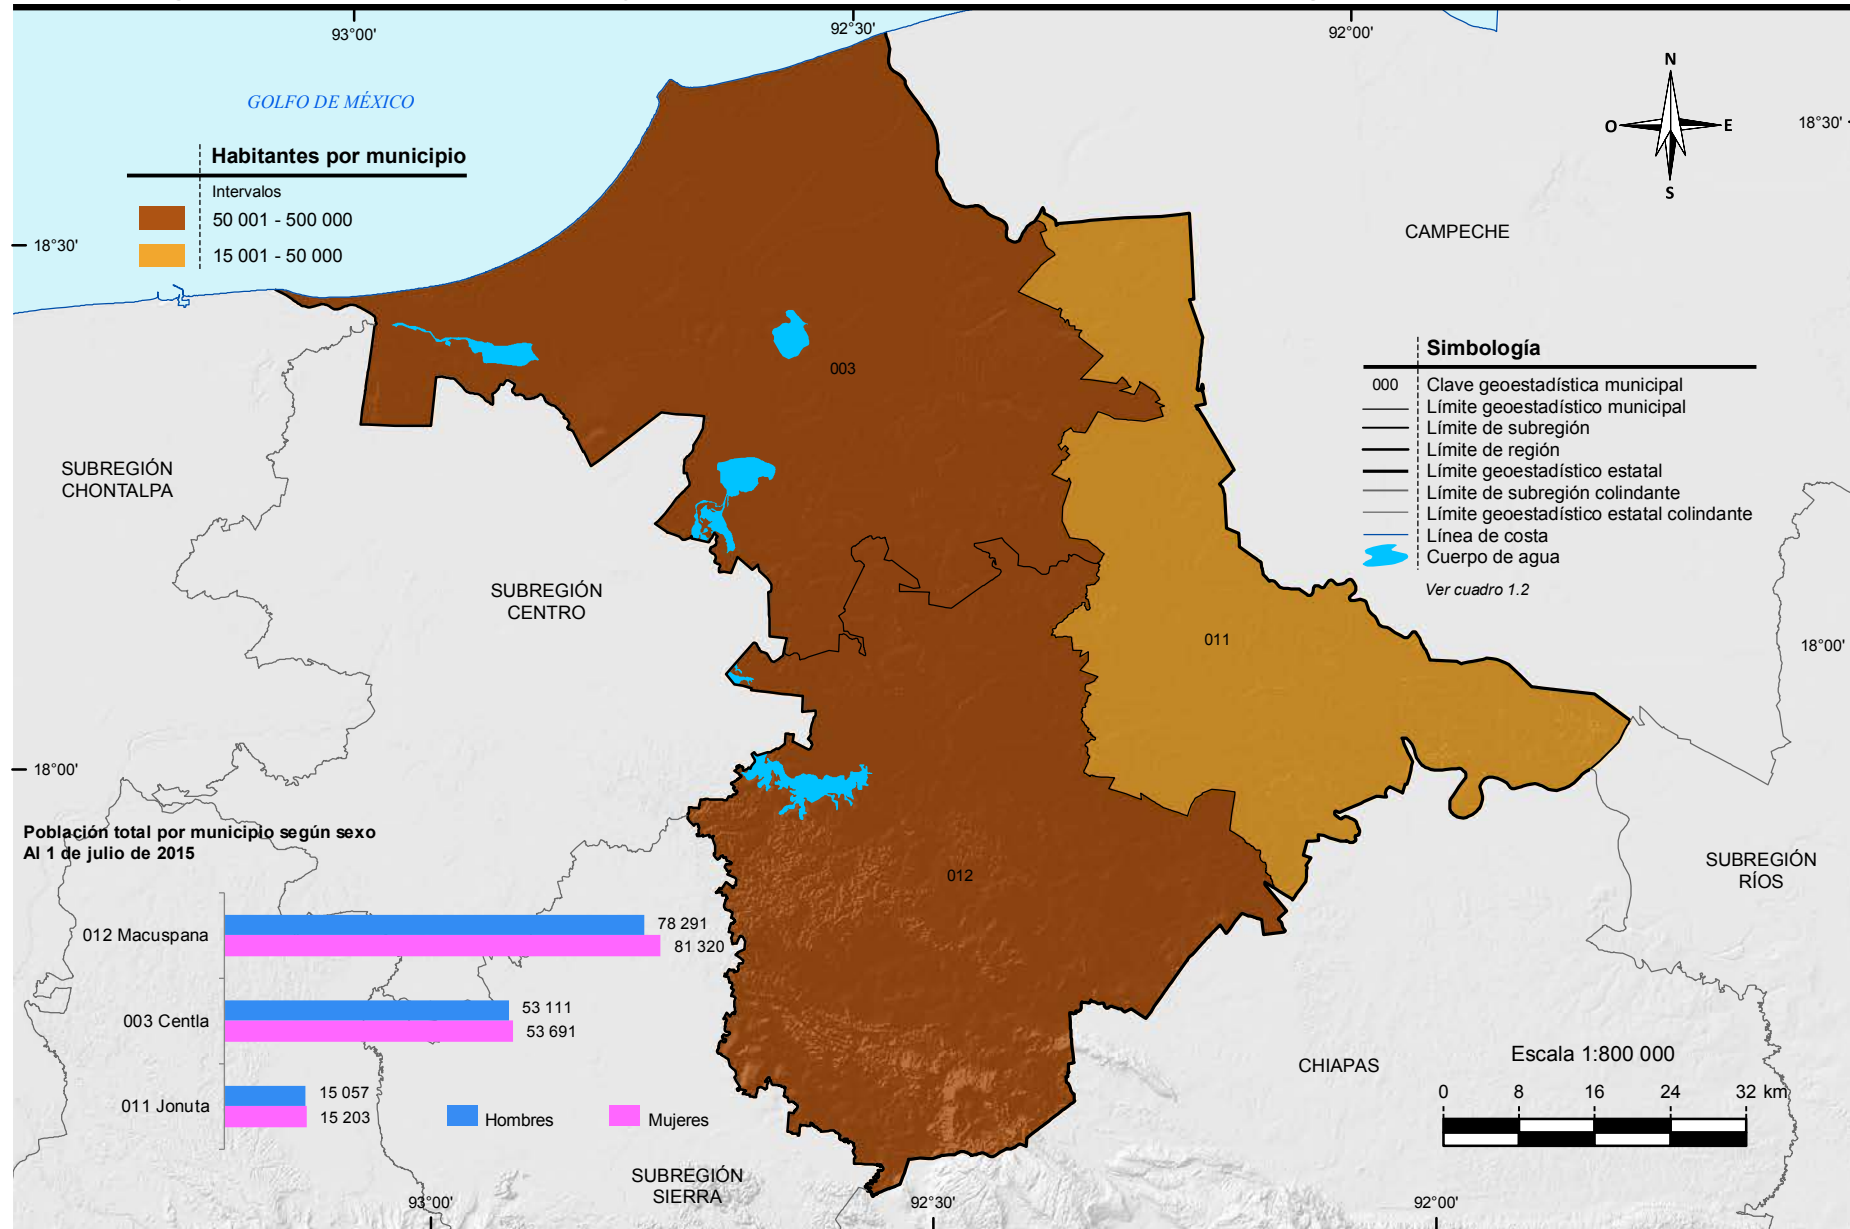 93°00'
92°30'
92°00'
GOLFO DE MÉXICO
N
O
E
S
18°30'
Habitantes por municipio
Intervalos
50 001 - 500 000
15 001 - 50 000
18°30'
CAMPECHE
Simbología
000 Clave geoestadística municipal
Límite geoestadístico municipal
Límite de subregión
Límite de región
Límite geoestadístico estatal
Límite de subregión colindante
Límite geoestadístico estatal colindante
Línea de costa
Cuerpo de agua
Ver cuadro 1.2
003
SUBREGIÓN
CHONTALPA
SUBREGIÓN
CENTRO
011
18°00'
18°00'
Población total por municipio según sexo
Al 1 de julio de 2015
012
SUBREGIÓN
RÍOS
012 Macuspana
78 291
81 320
003 Centla
53 111
53 691
011 Jonuta
15 057
15 203
Hombres
Mujeres
CHIAPAS
Escala 1:800 000
0 8 16 24 32 km
SUBREGIÓN
SIERRA
93°00'
92°30'
92°00'